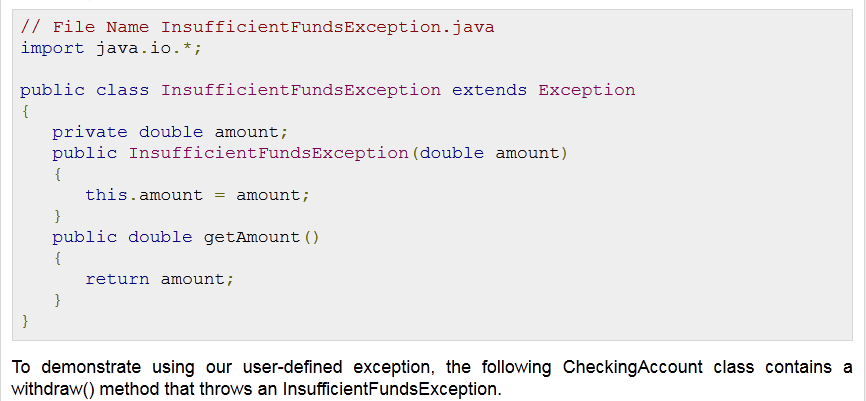 // File Name InsufficientFundsException.java
import java.io.*;
public class InsufficientFundsException extends Exception
{
private double amount;
public InsufficientFundsException(double amount)
{
this.amount = amount;
}
public double getAmount()
{
return amount;
}
}
To demonstrate using our user-defined exception, the following CheckingAccount class contains a
withdraw() method that throws an InsufficientFundsException.